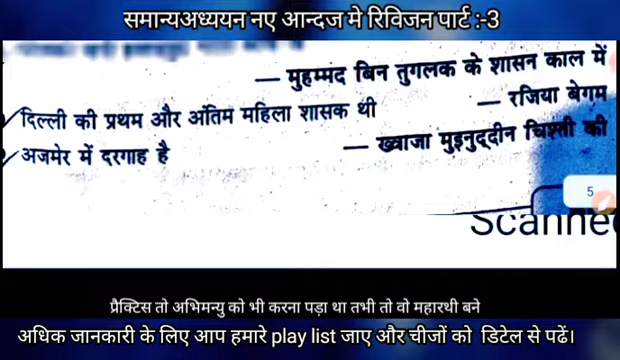 समान्यअध्ययन नए आन्दज मे रिविजन पार्ट :-3
— मुहम्मद बिन तुगलक के शासन काल में
दिल्ली की प्रथम और अंतिम महिला शासक थी — रजिया बेगम
अजमेर में दरगाह है — ख्वाजा मुइनुद्दीन चिश्ती की
5
Scanne
प्रैक्टिस तो अभिमन्यु को भी करना पड़ा था तभी तो वो महारथी बने
अधिक जानकारी के लिए आप हमारे play list जाए और चीजों को डिटेल से पढें।